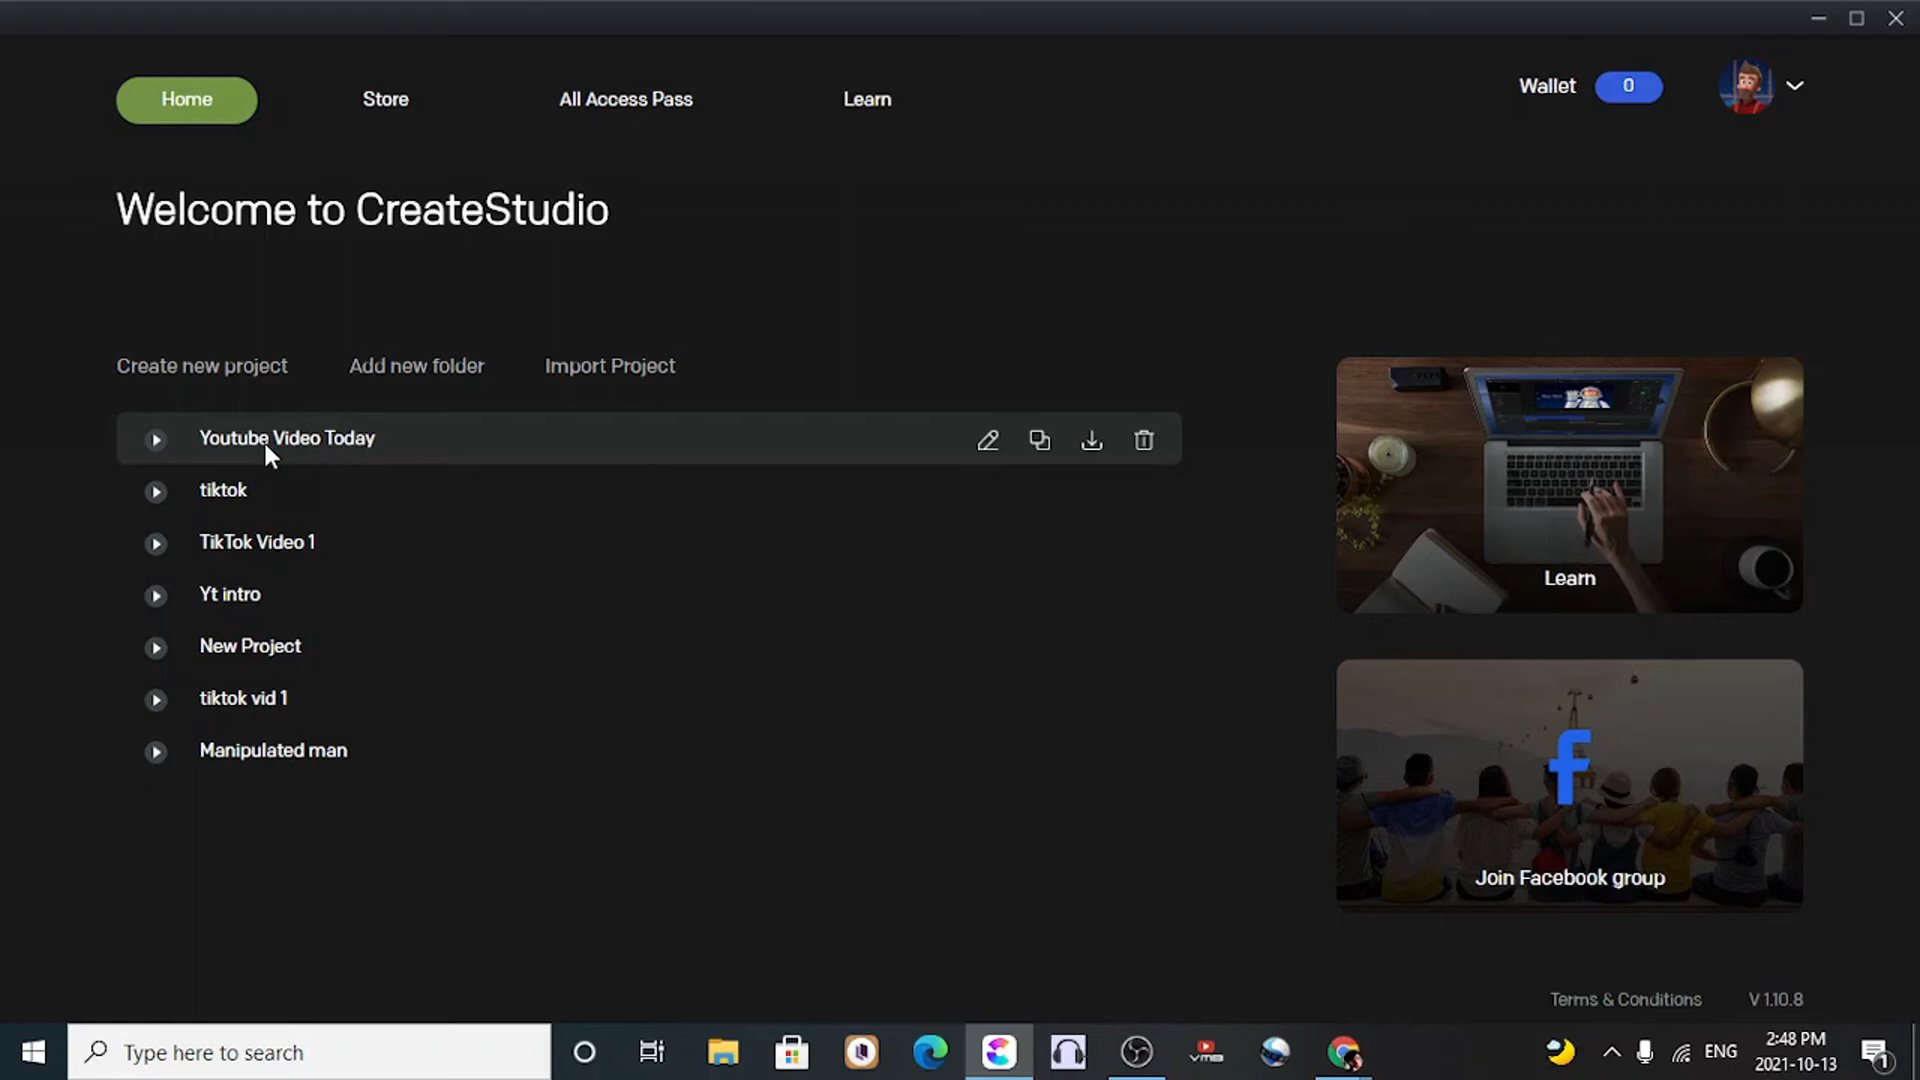 Home
Store
All Access Pass
Learn
Wallet
0
Welcome to CreateStudio
Create new project
Add new folder
Import Project
Youtube Video Today
tiktok
TikTok Video 1
Yt intro
New Project
tiktok vid 1
Manipulated man
Learn
f
Join Facebook group
Terms & Conditions
V 1.10.8
Type here to search
VMB
ENG
2:48 PM
2021-10-13
1